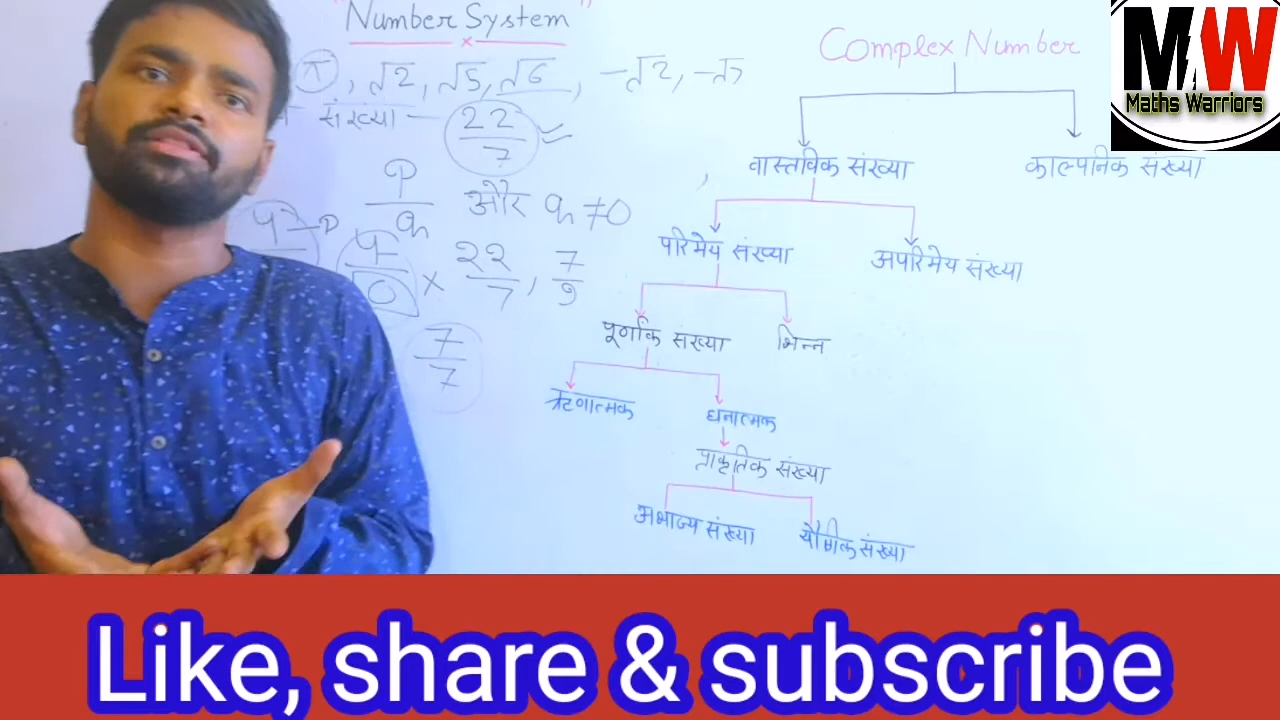 "Number System"
π, √2, √5, √6, -√2, -√7
संख्या - 22/7
p/q और q ≠ 0
4/0 × 22/7, 7/9
7/7
Complex Number
वास्तविक संख्या काल्पनिक संख्या
परिमेय संख्या अपरिमेय संख्या
पूर्णांक संख्या भिन्न
ऋणात्मक धनात्मक
प्राकृतिक संख्या
अभाज्य संख्या यौगिक संख्या
MW
Maths Warriors
Like, share & subscribe